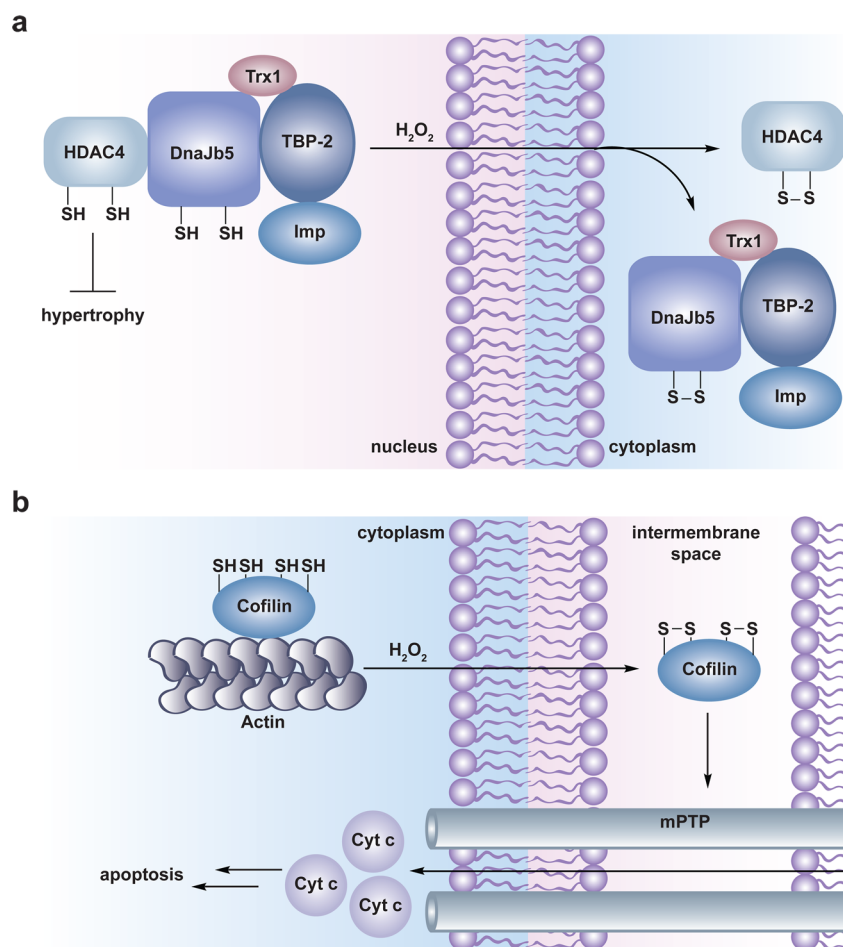 a
Trx1
HDAC4
DnaJb5
TBP-2
H2O2
HDAC4
SH
SH
SH
SH
Imp
S–S
Trx1
hypertrophy
DnaJb5
TBP-2
S–S
Imp
nucleus
cytoplasm
b
cytoplasm
intermembrane
space
SH SH SH SH
Cofilin
H2O2
S–S S–S
Cofilin
Actin
mPTP
Cyt c
apoptosis
Cyt c
Cyt c